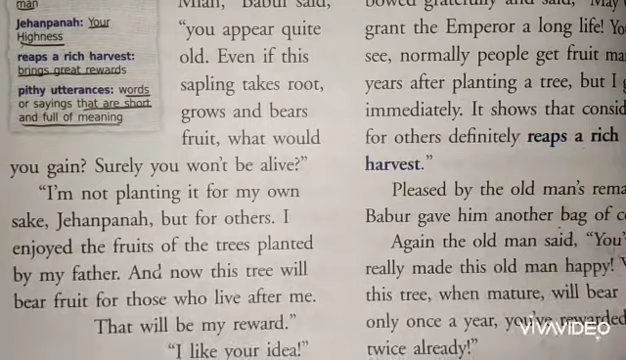 man
Jehanpanah: Your
Highness
reaps a rich harvest:
brings great rewards
pithy utterances: words
or sayings that are short
and full of meaning
Mian," Babur said,
"you appear quite
old. Even if this
sapling takes root,
grows and bears
fruit, what would
you gain? Surely you won't be alive?"
"I'm not planting it for my own
sake, Jehanpanah, but for others. I
enjoyed the fruits of the trees planted
by my father. And now this tree will
bear fruit for those who live after me.
That will be my reward."
"I like your idea!"
bowed gratefully and said, "May
grant the Emperor a long life! Yo
see, normally people get fruit ma
years after planting a tree, but I g
immediately. It shows that consid
for others definitely reaps a rich
harvest."
Pleased by the old man's rema
Babur gave him another bag of c
Again the old man said, "You'
really made this old man happy!
this tree, when mature, will bear
only once a year, you've rewarded
twice already!"
VIVAVIDEO